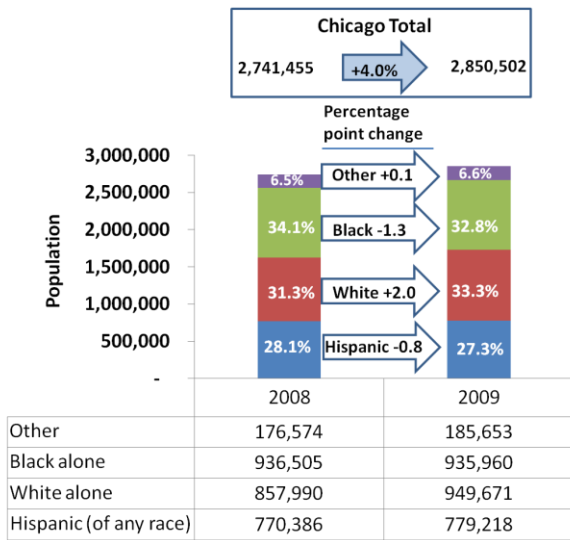 Chicago Total
2,741,455 +4.0% 2,850,502
Percentage
point change
3,000,000
2,500,000
2,000,000
1,500,000
1,000,000
500,000
-
Population
6.5% Other +0.1 6.6%
34.1% Black -1.3 32.8%
31.3% White +2.0 33.3%
28.1% Hispanic -0.8 27.3%
2008 2009
Other 176,574 185,653
Black alone 936,505 935,960
White alone 857,990 949,671
Hispanic (of any race) 770,386 779,218